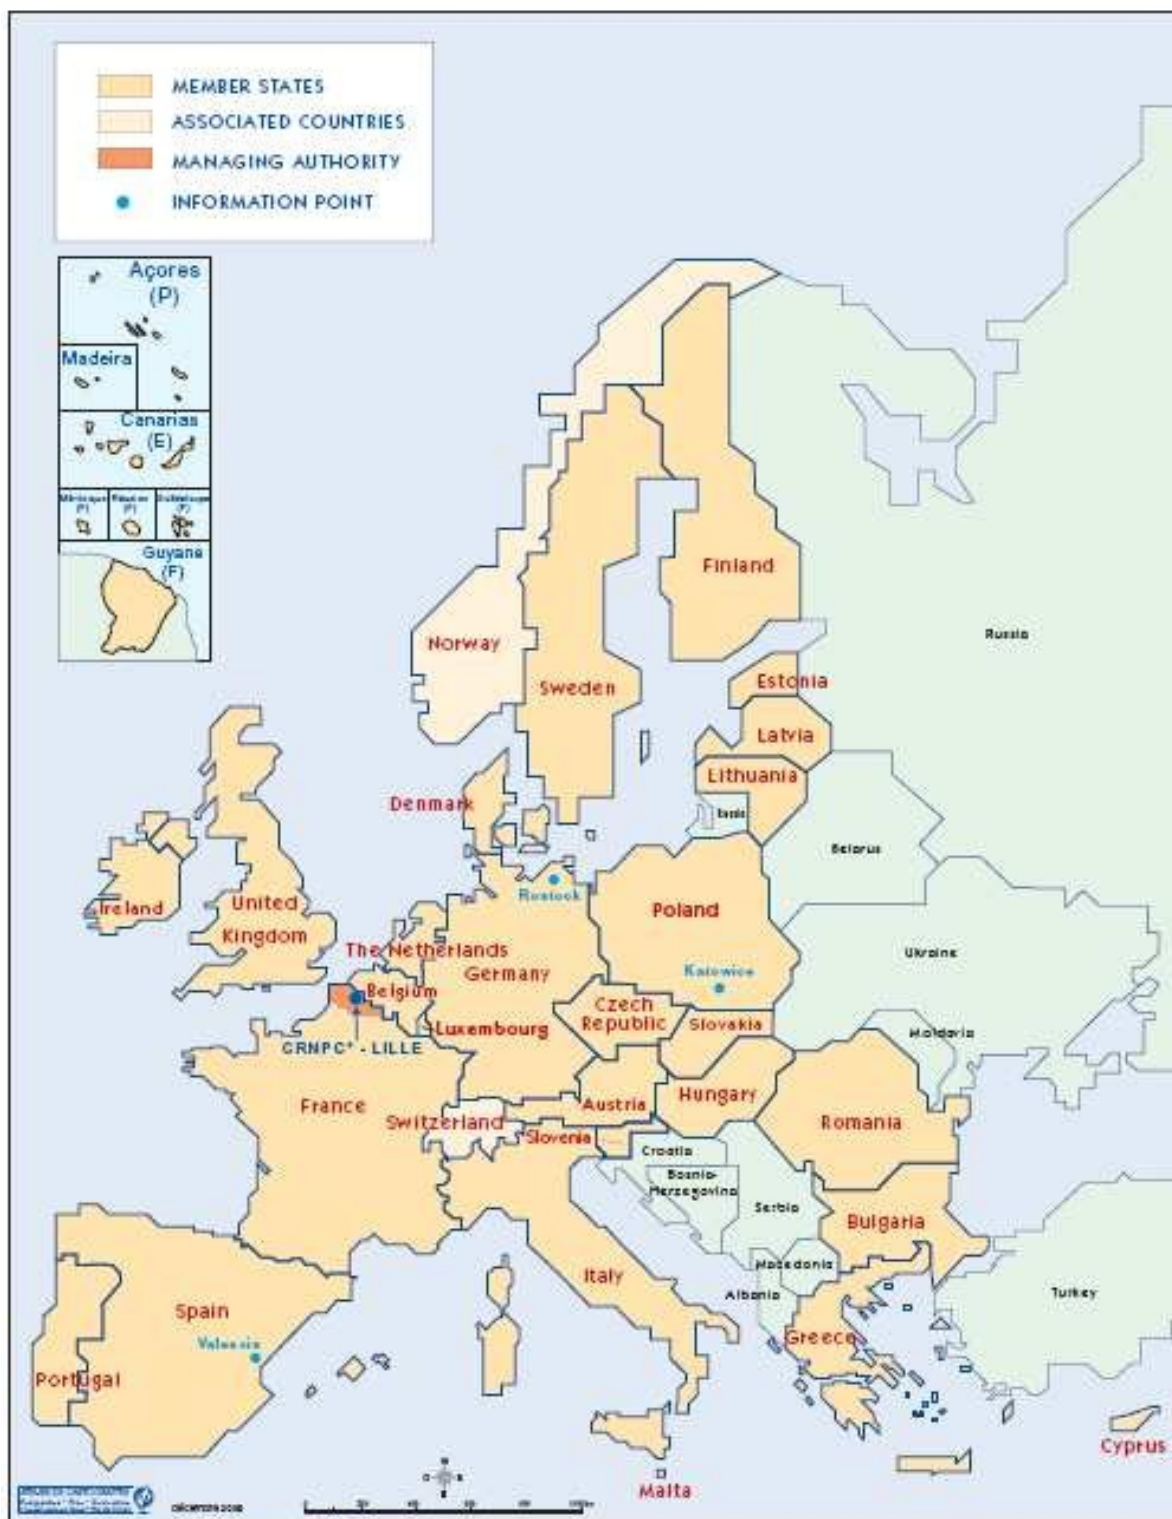 MEMBER STATES
ASSOCIATED COUNTRIES
MANAGING AUTHORITY
INFORMATION POINT
Açores
(P)
Madeira
Canarias
(E)
(F)
(F)
(F)
Guyane
(F)
Finland
Norway
Russia
Sweden
Estonia
Latvia
Lithuania
Denmark
Belarus
Rostock
Ireland
United
Kingdom
Poland
The Netherlands
Germany
Ukraine
Katowice
Belgium
Czech
Republic
Slovakia
Luxembourg
Moldavia
GRNPC* - LILLE
France
Austria
Hungary
Switzerland
Romania
Slovenia
Croatia
Bosnia-
Herzegovina
Serbia
Bulgaria
Macedonia
Italy
Albania
Turkey
Spain
Greece
Valencia
Portugal
Cyprus
Malta